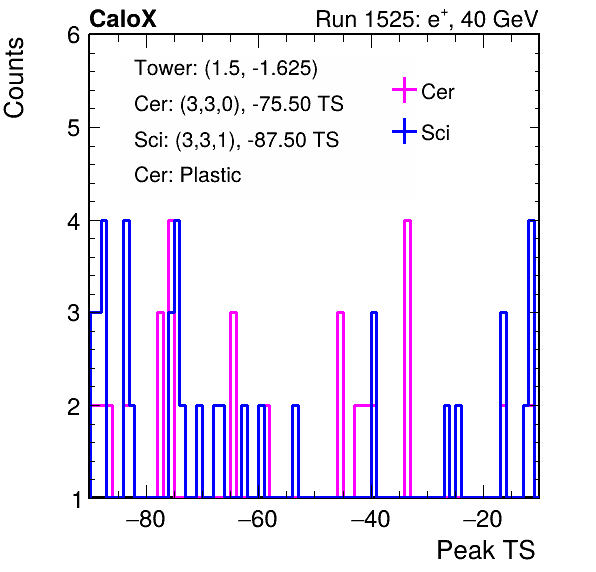 CaloX Run 1525: e⁺, 40 GeV
Counts
6
Tower: (1.5, -1.625)
Cer: (3,3,0), -75.50 TS
Sci: (3,3,1), -87.50 TS
Cer: Plastic
Cer
Sci
5
4
3
2
1
−80 −60 −40 −20
Peak TS